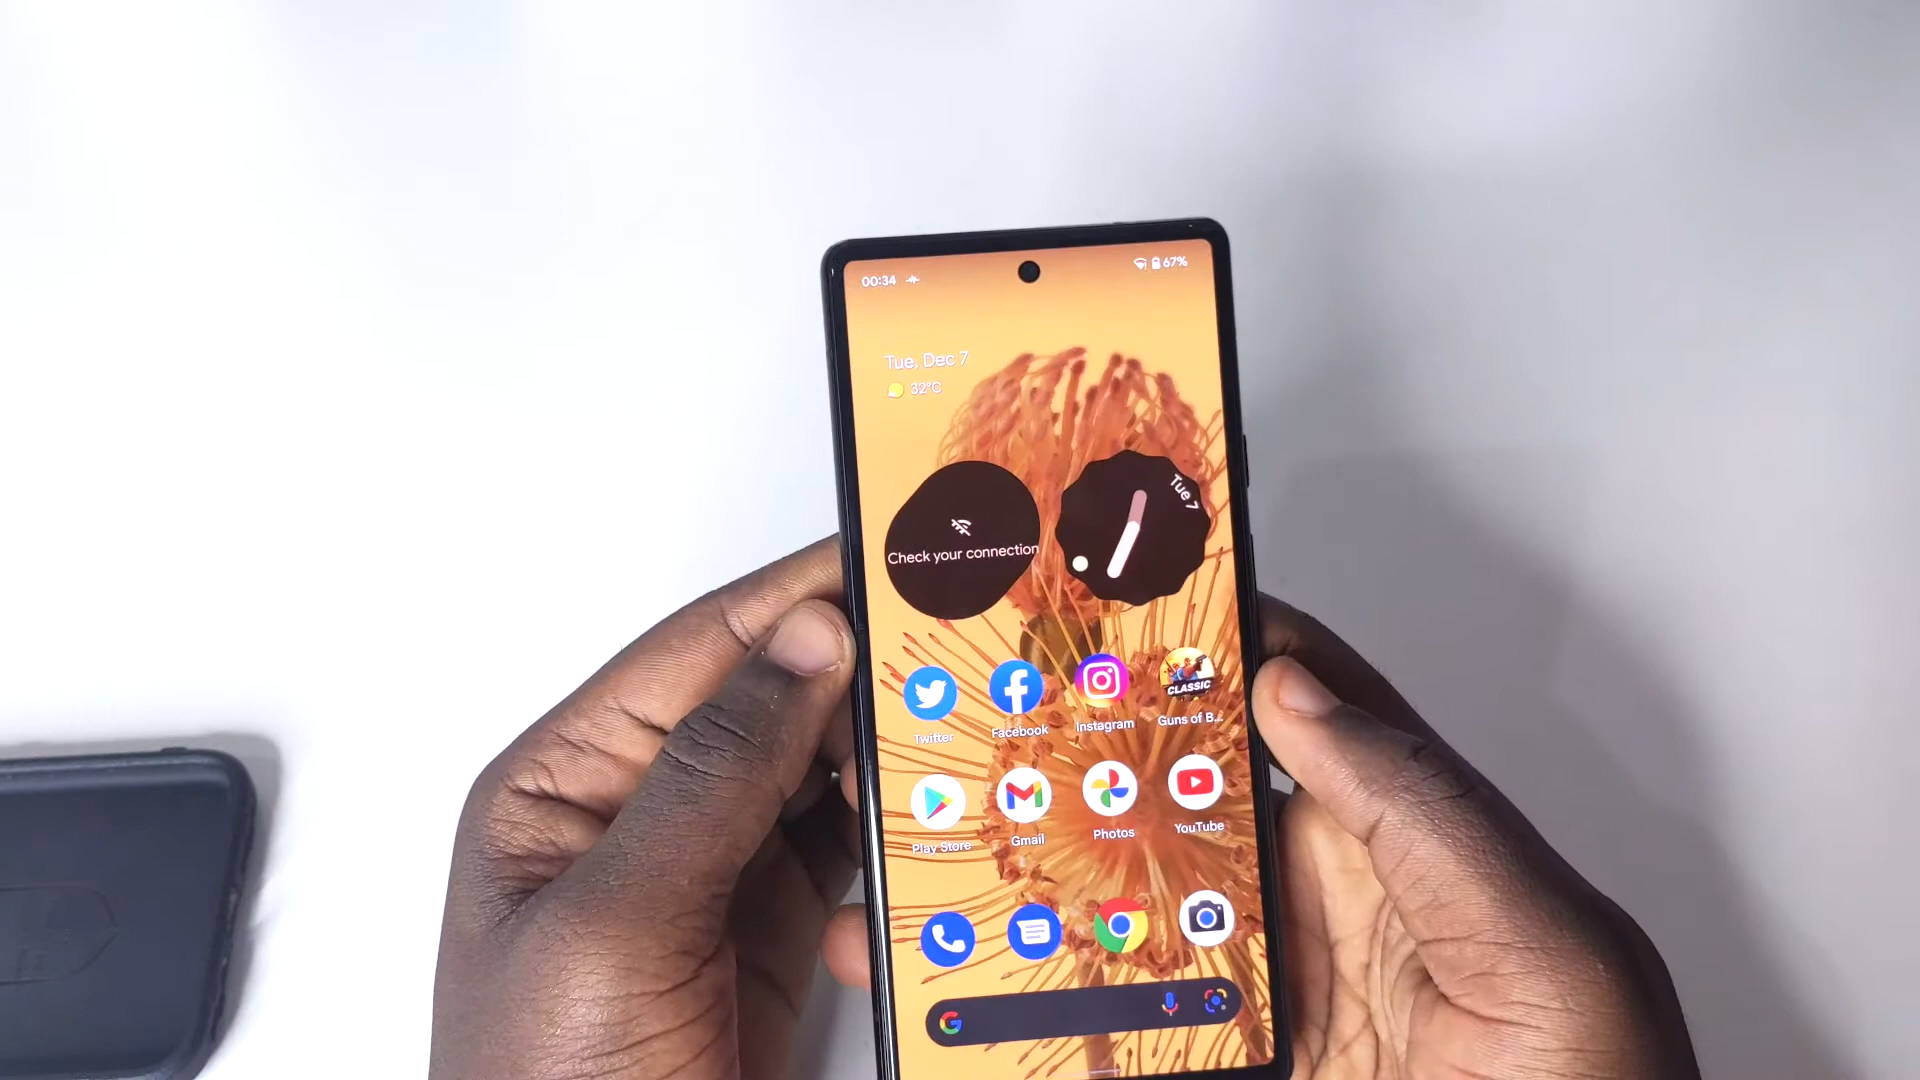 00:34 67%
Tue, Dec 7
32°C
Tue 7
Check your connection
CLASSIC
Twitter Facebook Instagram Guns of B...
Play Store Gmail Photos YouTube